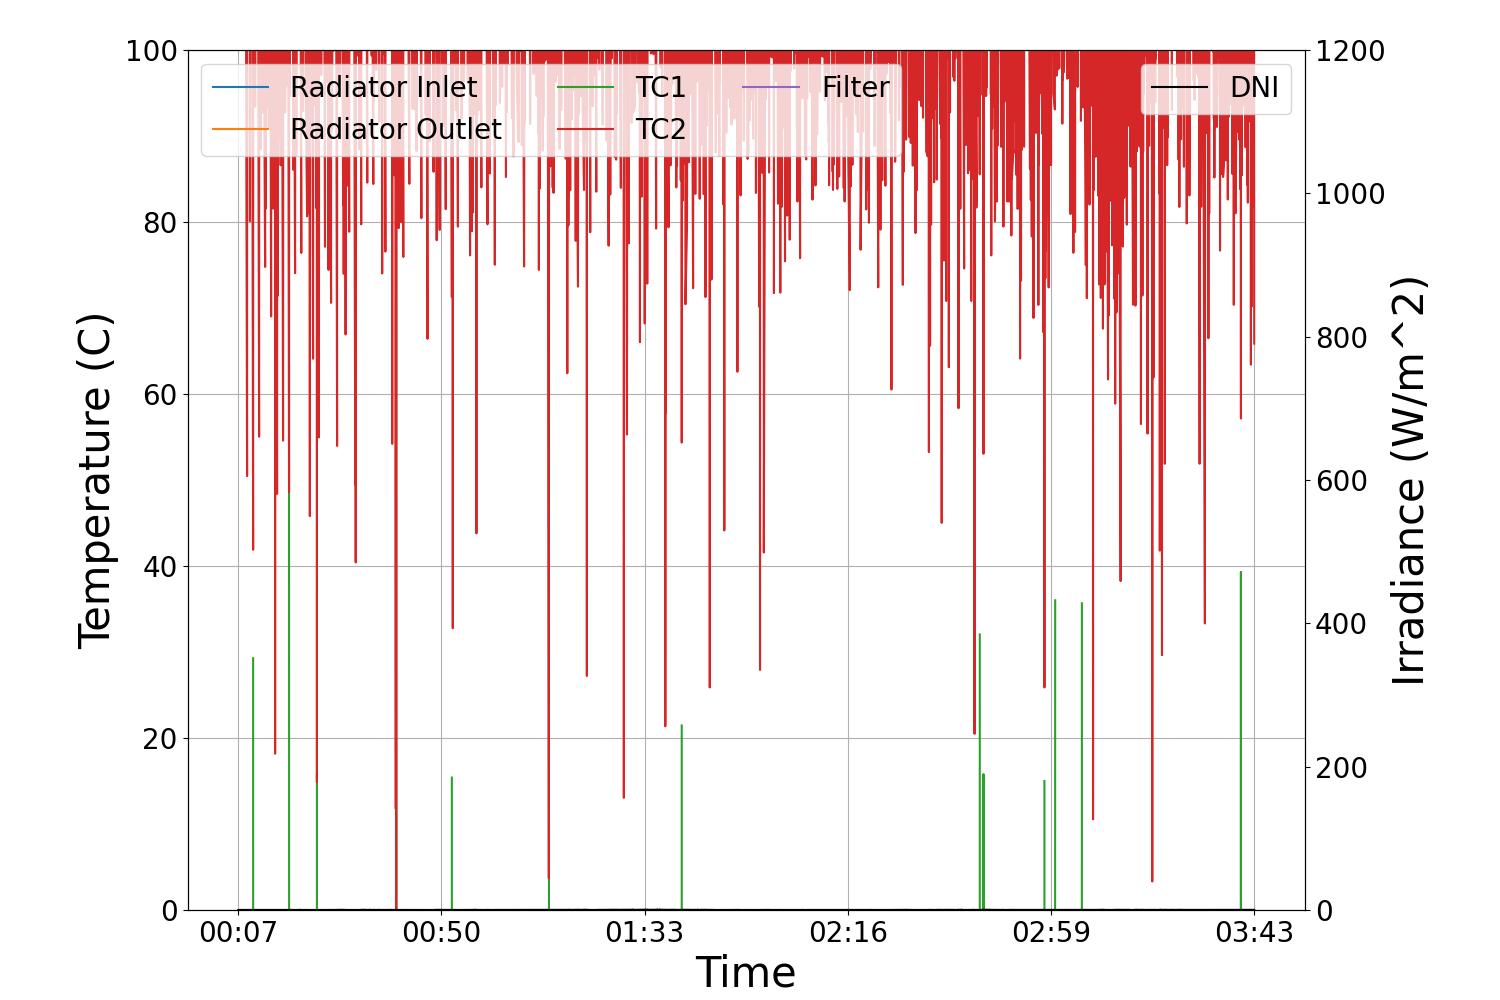 100
80
60
40
20
0
Temperature (C)
Radiator Inlet
Radiator Outlet
TC1
TC2
Filter
DNI
1200
1000
800
600
400
200
0
Irradiance (W/m^2)
00:07 00:50 01:33 02:16 02:59 03:43
Time